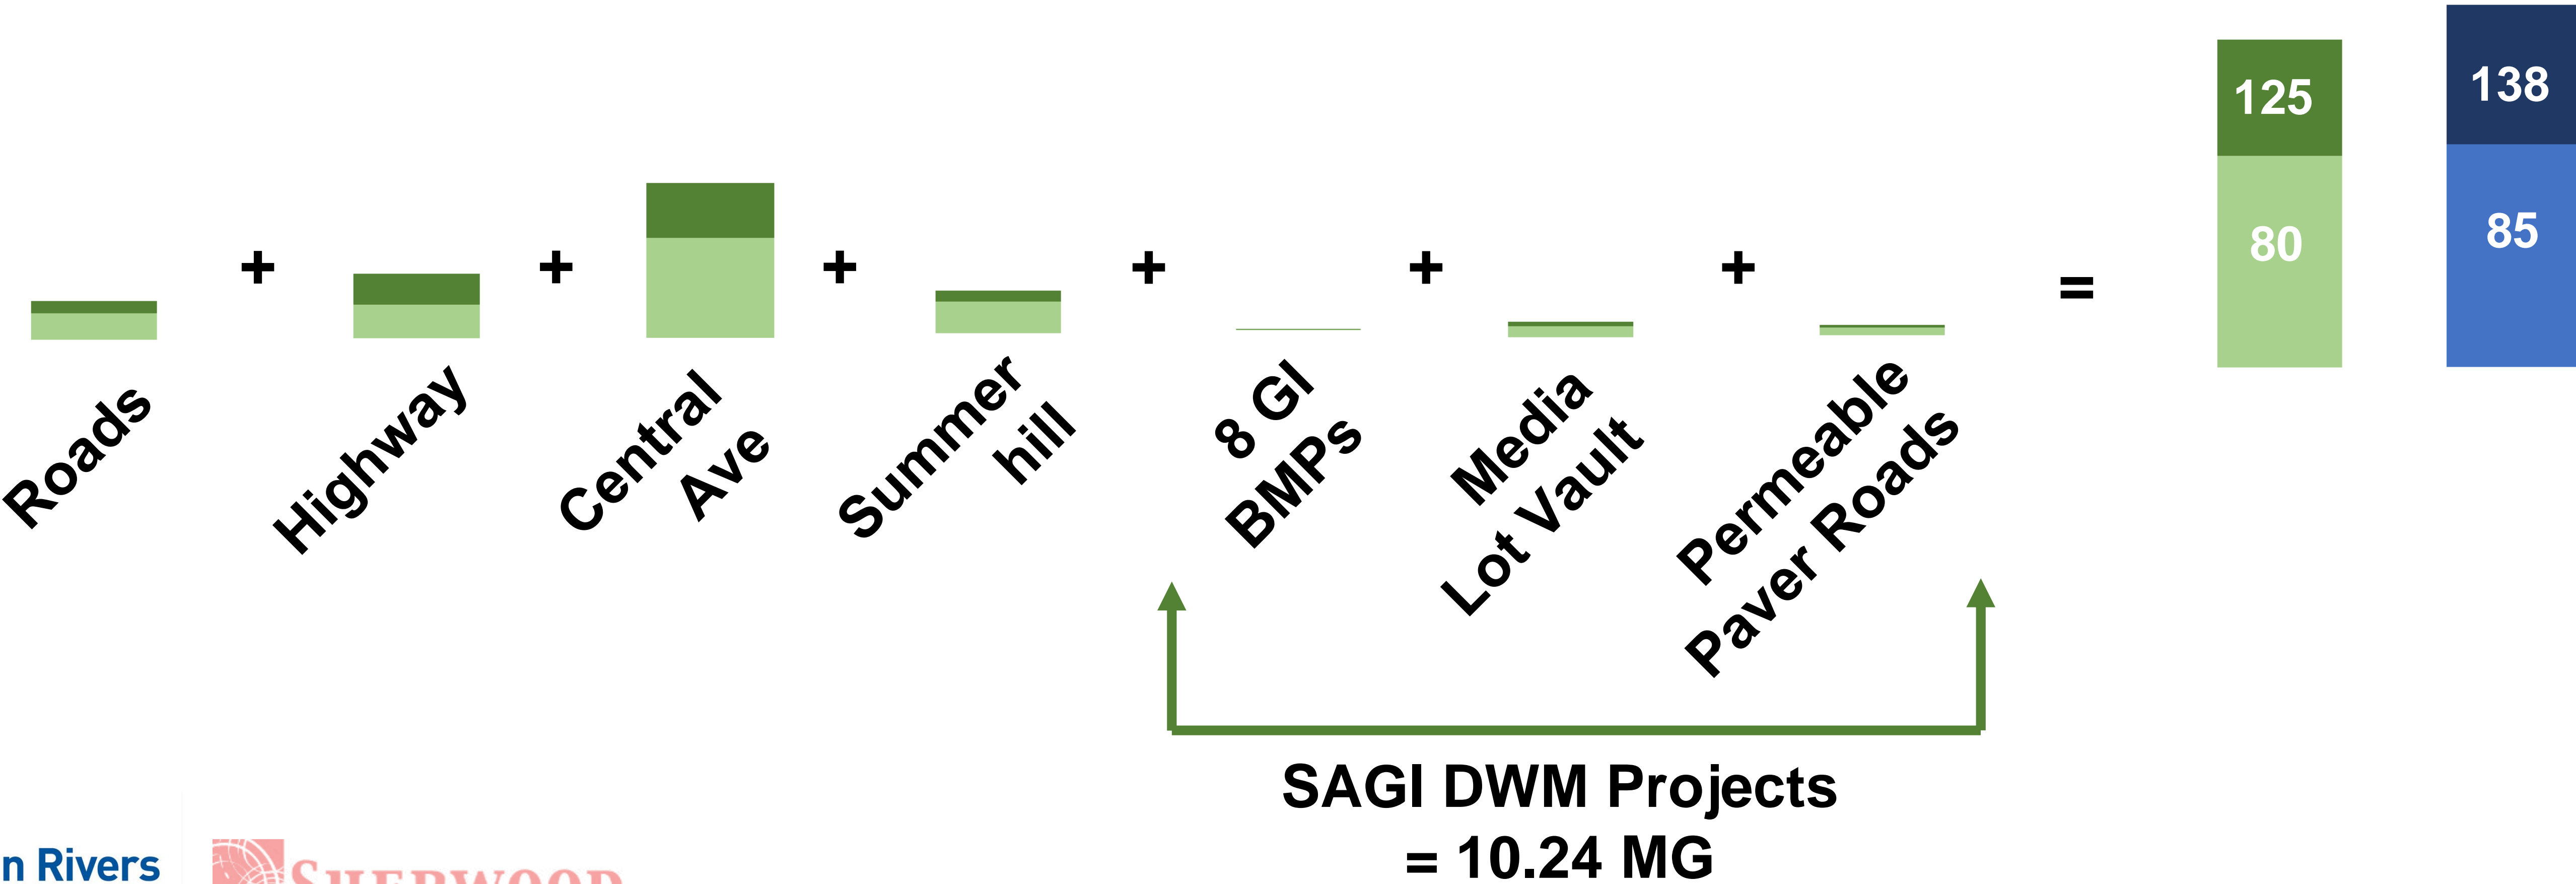 125
138
80
85
+
+
+
+
+
+
=
Roads
Highway
Central
Ave
Summer
hill
8 GI
BMPs
Media
Lot Vault
Permeable
Paver Roads
SAGI DWM Projects
= 10.24 MG
n Rivers
SHERWOOD